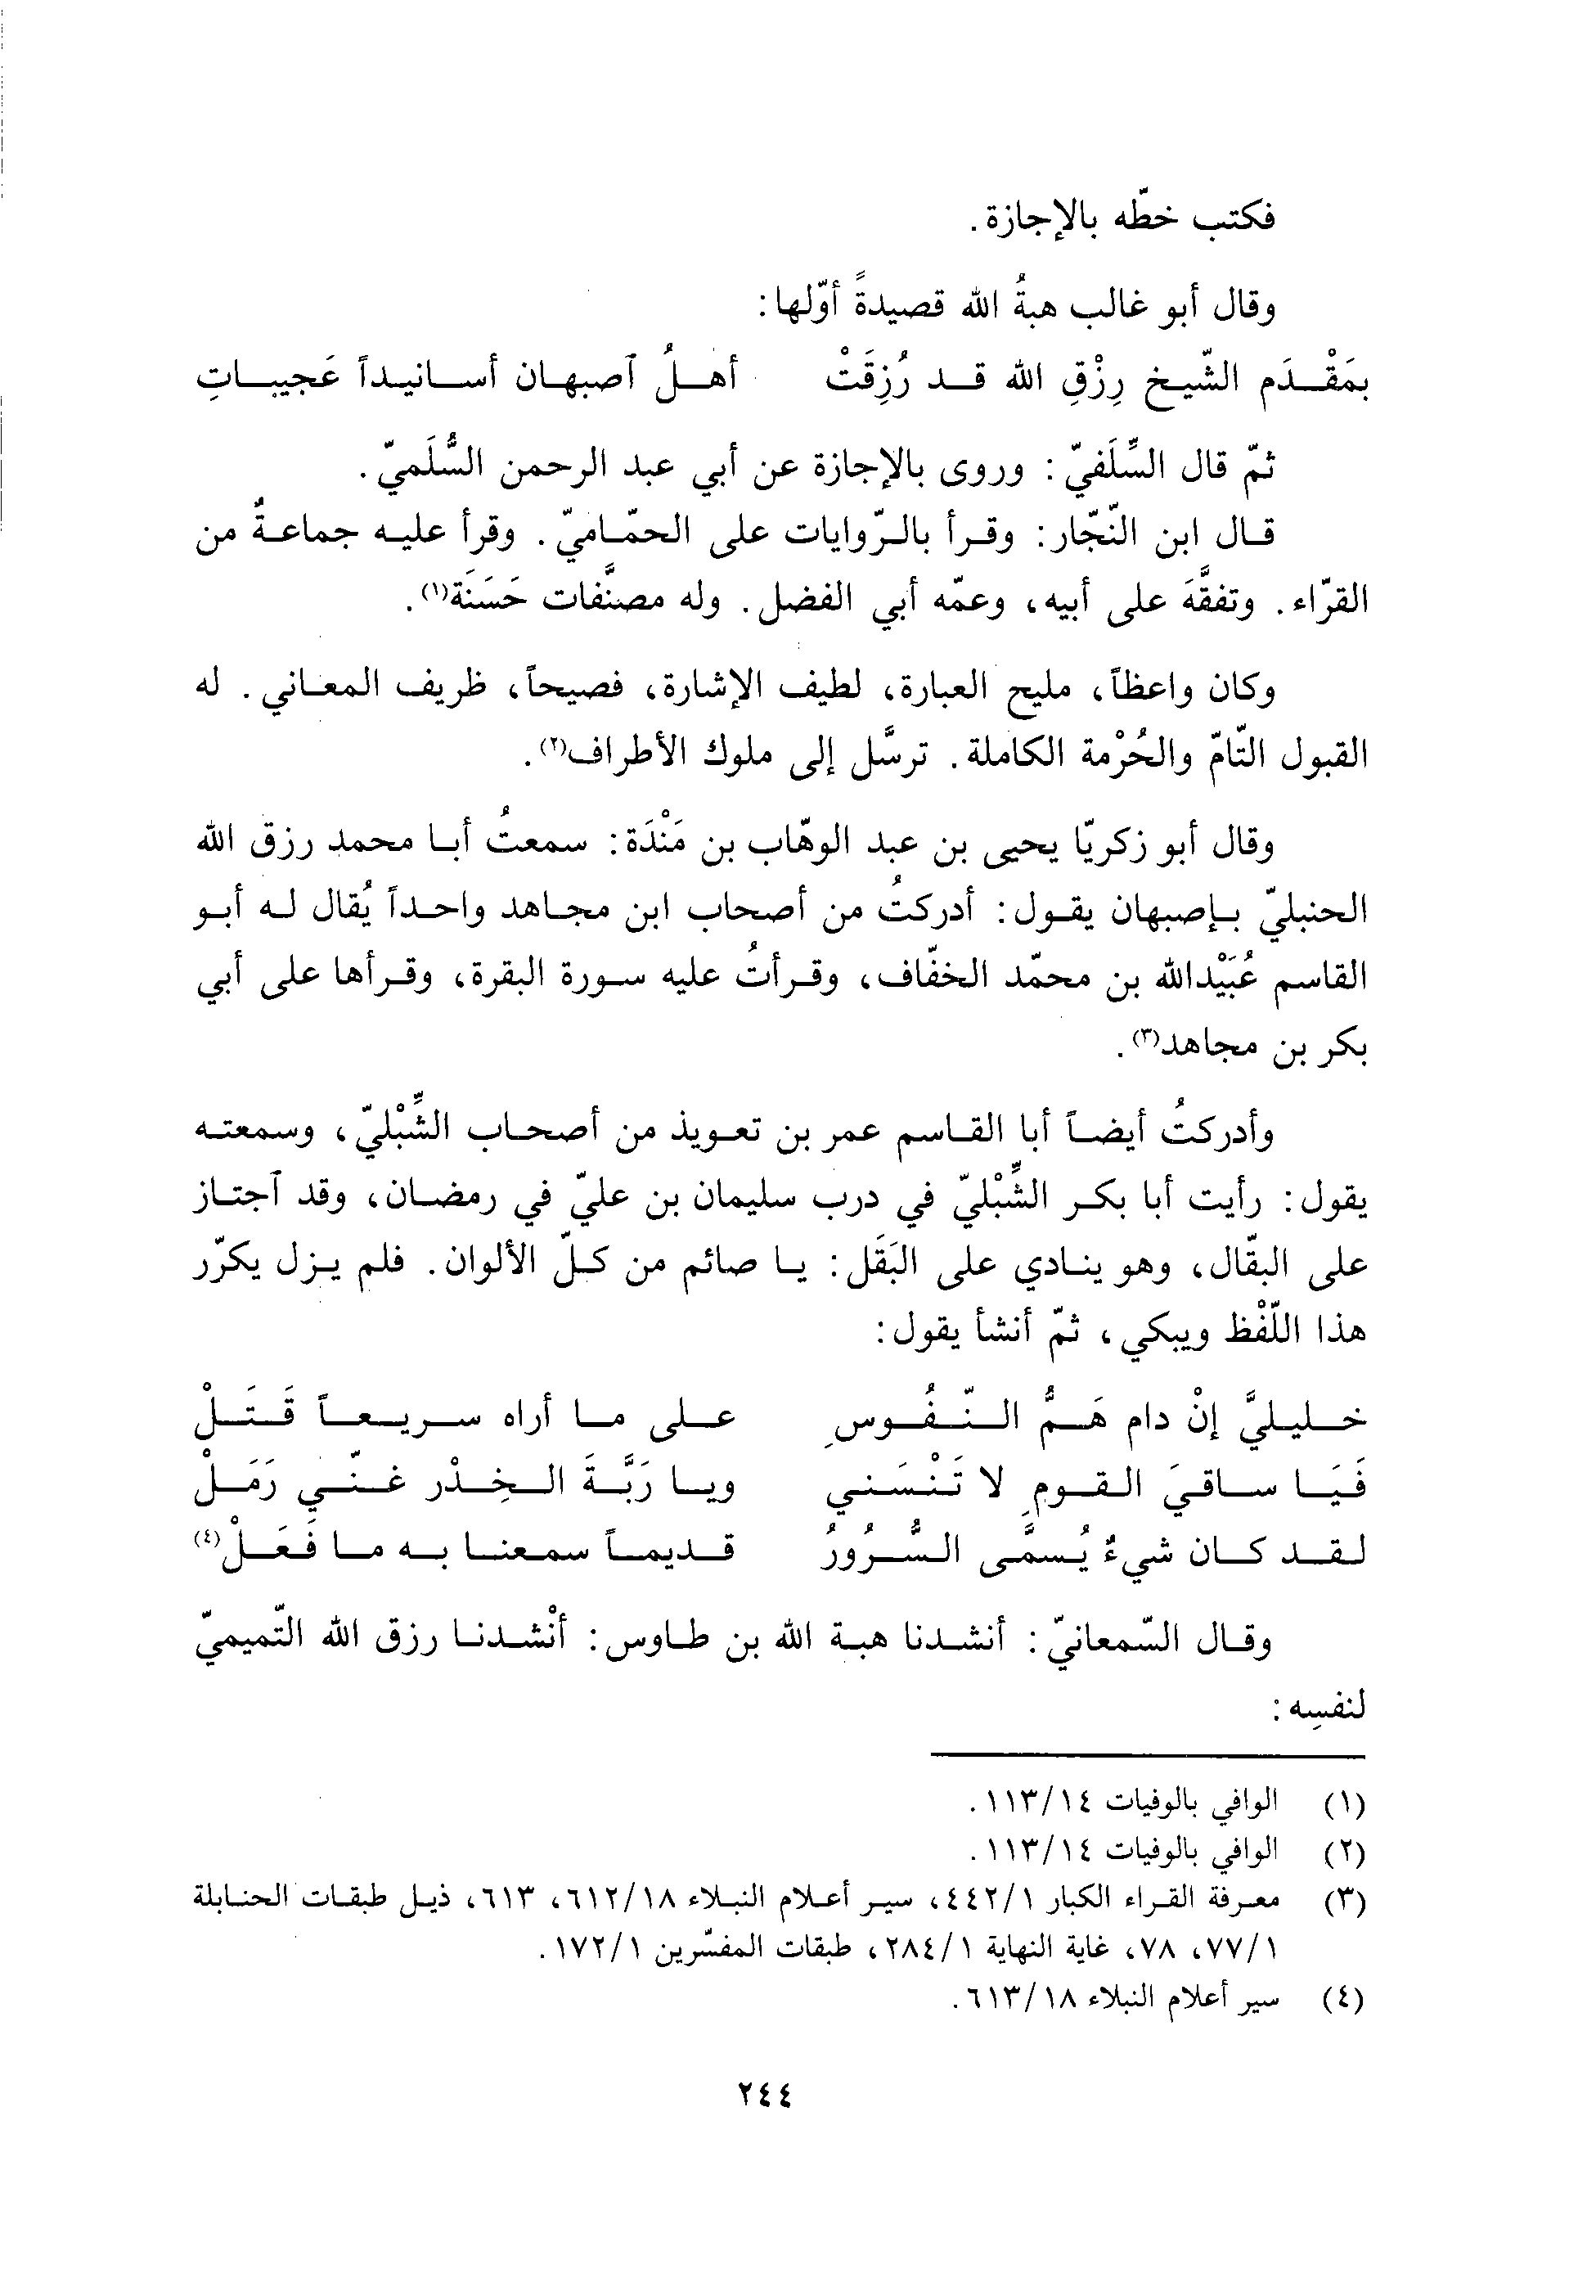 فكتب خطّه بالإجازة.
وقال أبو غالب هبةُ الله قصيدةً أوّلها:
بمَقْدَم الشّيخ رِزْقِ الله قد رُزِقَتْ أهلُ آصبهان أسانيداً عَجيباتِ
ثمّ قال السِّلَفيّ: وروى بالإجازة عن أبي عبد الرحمن السُّلَميّ.
قال ابن النّجّار: وقرأ بالرّوايات على الحمّاميّ. وقرأ عليه جماعةٌ من
القرّاء. وتفقَّهَ على أبيه، وعمّه أبي الفضل. وله مصنَّفات حَسَنَة(١).
وكان واعظاً، مليح العبارة، لطيف الإشارة، فصيحاً، ظريف المعاني. له
القبول التّامّ والحُرْمة الكاملة. ترسَّل إلى ملوك الأطراف(٢).
وقال أبو زكريّا يحيى بن عبد الوهّاب بن مَنْدَة: سمعتُ أبا محمد رزق الله
الحنبليّ بإصبهان يقول: أدركتُ من أصحاب ابن مجاهد واحداً يُقال له أبو
القاسم عُبَيْدالله بن محمّد الخفّاف، وقرأتُ عليه سورة البقرة، وقرأها على أبي
بكر بن مجاهد(٣).
وأدركتُ أيضاً أبا القاسم عمر بن تعويذ من أصحاب الشِّبْليّ، وسمعته
يقول: رأيت أبا بكر الشِّبْليّ في درب سليمان بن عليّ في رمضان، وقد آجتاز
على البقّال، وهو ينادي على البَقَل: يا صائم من كلّ الألوان. فلم يزل يكرّر
هذا اللّفْظ ويبكي، ثمّ أنشأ يقول:
خليليَّ إنْ دام هَمُّ النّفُوسِ على ما أراه سريعاً قَتَلْ
فَيَا ساقيَ القومِ لا تَنْسَني ويا رَبَّةَ الخِدْر غنّي رَمَلْ
لقد كان شيءٌ يُسمَّى السُّرُورُ قديماً سمعنا به ما فَعَلْ(٤)
وقال السّمعانيّ: أنشدنا هبة الله بن طاوس: أنْشدنا رزق الله التّميميّ
لنفسِه:
(١) الوافي بالوفيات ١١٣/١٤.
(٢) الوافي بالوفيات ١١٣/١٤.
(٣) معرفة القراء الكبار ٤٤٢/١، سير أعلام النبلاء ٦١٢/١٨، ٦١٣، ذيل طبقات الحنابلة
٧٧/١، ٧٨، غاية النهاية ٢٨٤/١، طبقات المفسّرين ١٧٢/١.
(٤) سير أعلام النبلاء ٦١٣/١٨.
٢٤٤